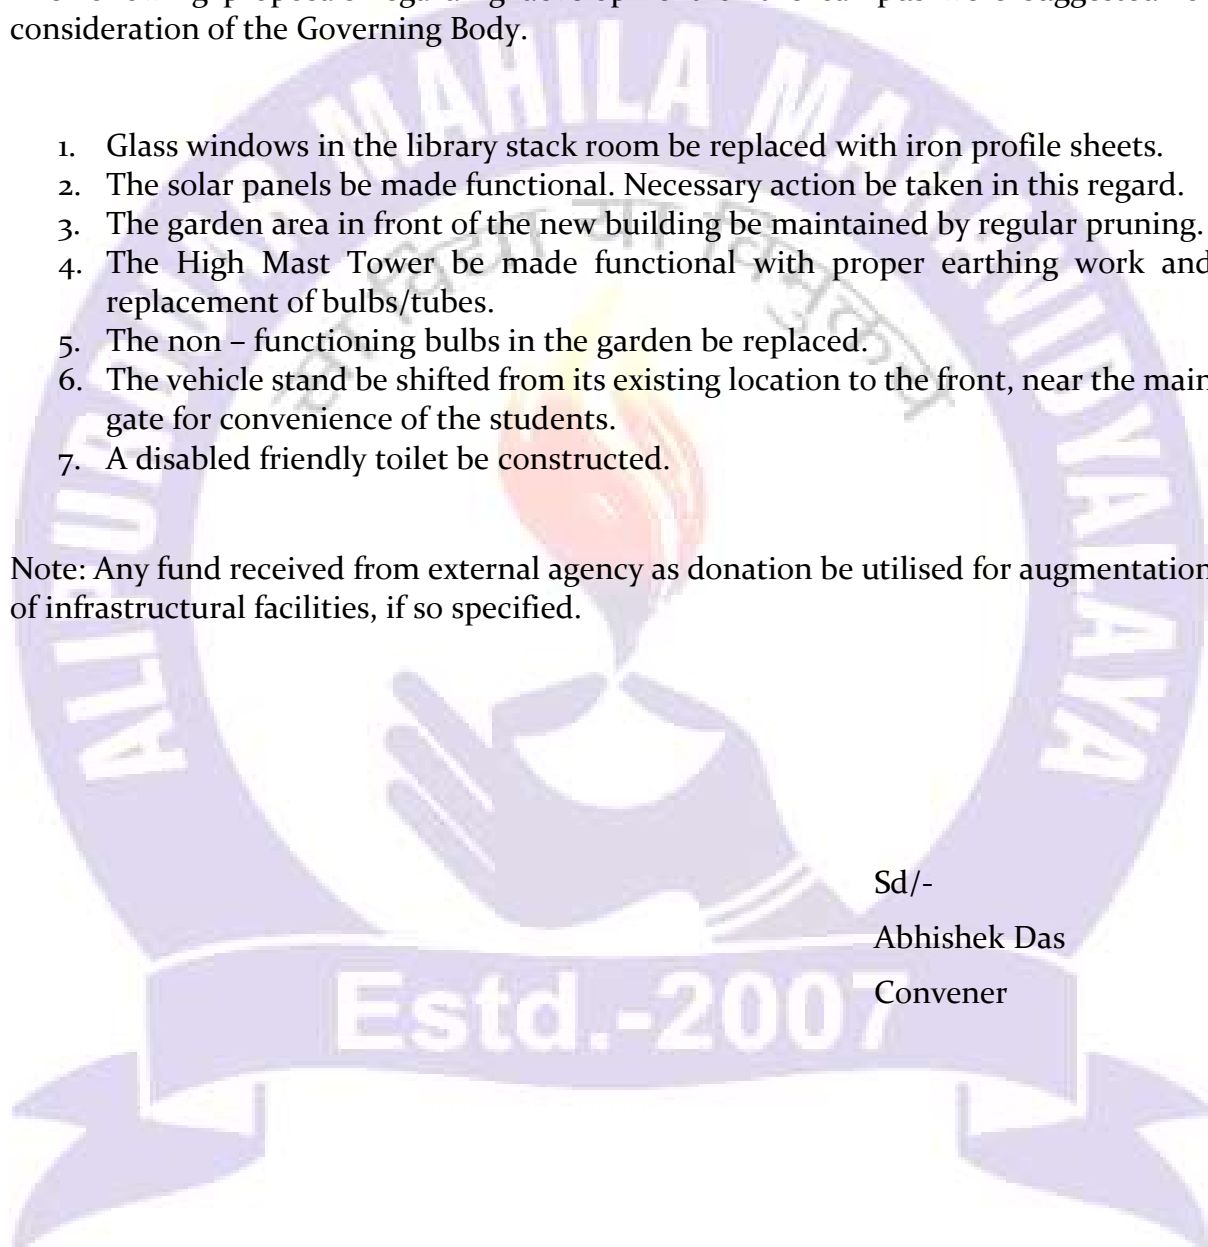 consideration of the Governing Body.
1. Glass windows in the library stack room be replaced with iron profile sheets.
2. The solar panels be made functional. Necessary action be taken in this regard.
3. The garden area in front of the new building be maintained by regular pruning.
4. The High Mast Tower be made functional with proper earthing work and
replacement of bulbs/tubes.
5. The non – functioning bulbs in the garden be replaced.
6. The vehicle stand be shifted from its existing location to the front, near the main
gate for convenience of the students.
7. A disabled friendly toilet be constructed.
Note: Any fund received from external agency as donation be utilised for augmentation
of infrastructural facilities, if so specified.
Sd/-
Abhishek Das
Convener
ALIPURDUAR MAHILA MAHAVIDYALAYA
सा विद्या या विमुक्तये
Estd.-2007